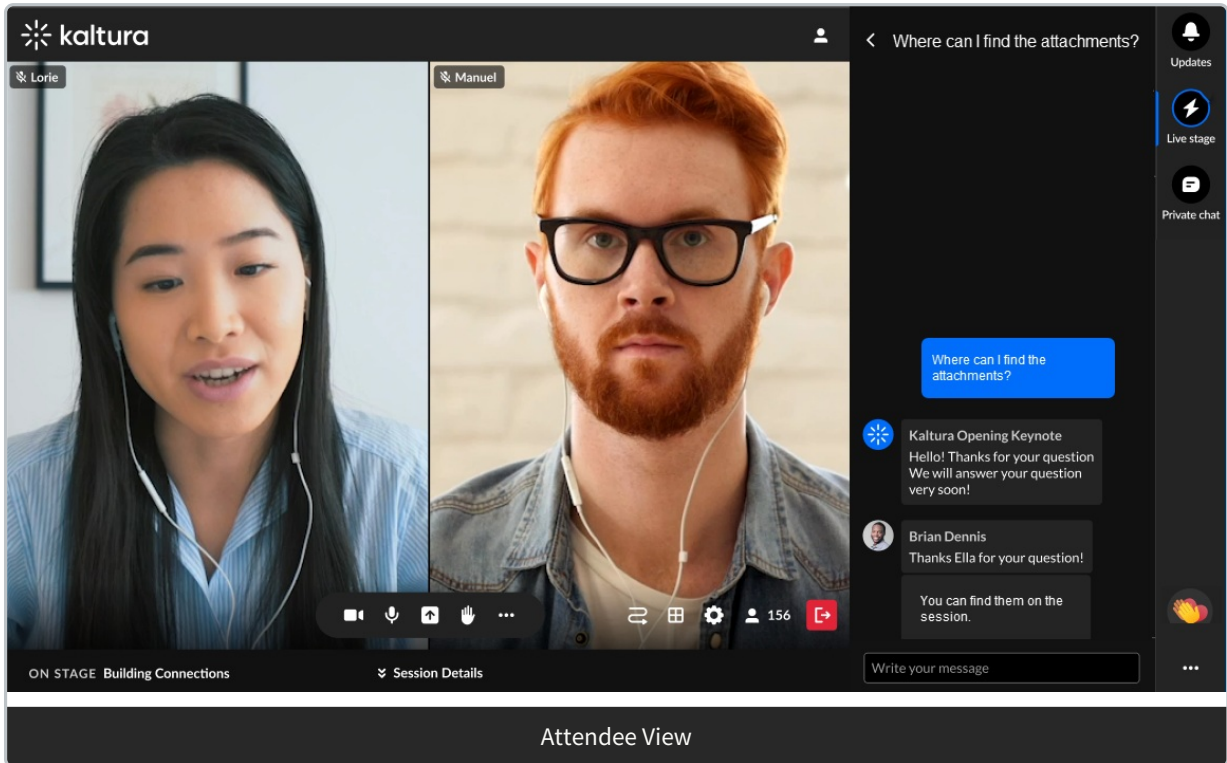 kaltura
Lorie
Manuel
Where can I find the attachments?
Updates
Live stage
Private chat
Where can I find the
attachments?
Kaltura Opening Keynote
Hello! Thanks for your question
We will answer your question
very soon!
Brian Dennis
Thanks Ella for your question!
You can find them on the
session.
156
ON STAGE Building Connections
Session Details
Write your message
Attendee View